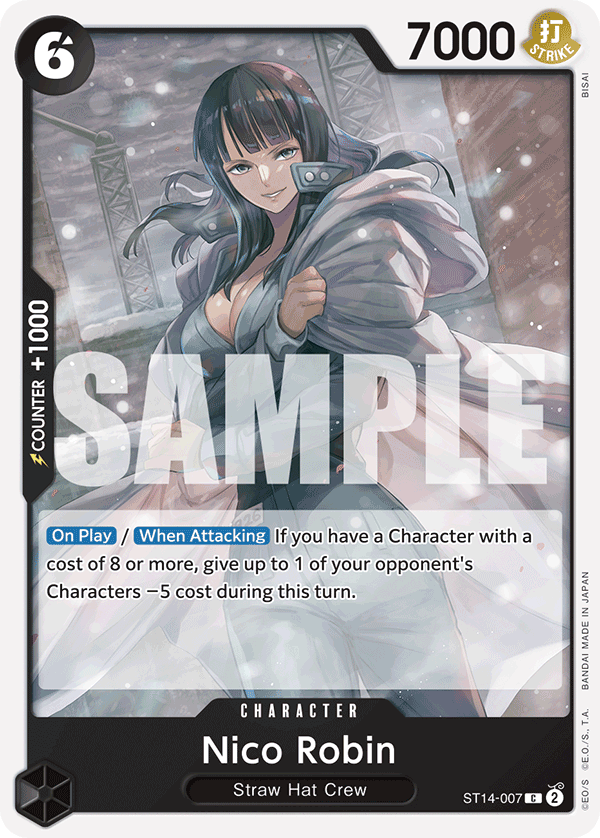 6
7000
打
STRIKE
BISAI
COUNTER +1000
SAMPLE
On Play / When Attacking If you have a Character with a
cost of 8 or more, give up to 1 of your opponent's
Characters −5 cost during this turn.
CHARACTER
Nico Robin
Straw Hat Crew
ST14-007 C 2
©EO/S ©E.O./S., T.A. BANDAI MADE IN JAPAN